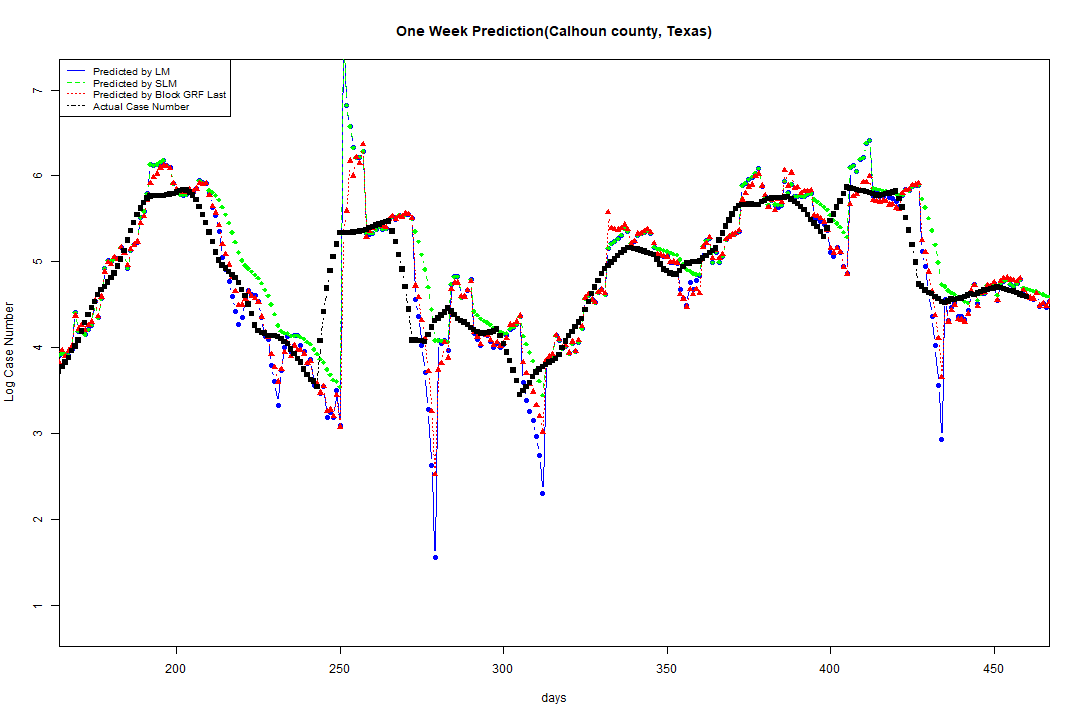 One Week Prediction(Calhoun county, Texas)
Predicted by LM
Predicted by SLM
Predicted by Block GRF Last
Actual Case Number
7
6
5
4
3
2
1
Log Case Number
200 250 300 350 400 450
days